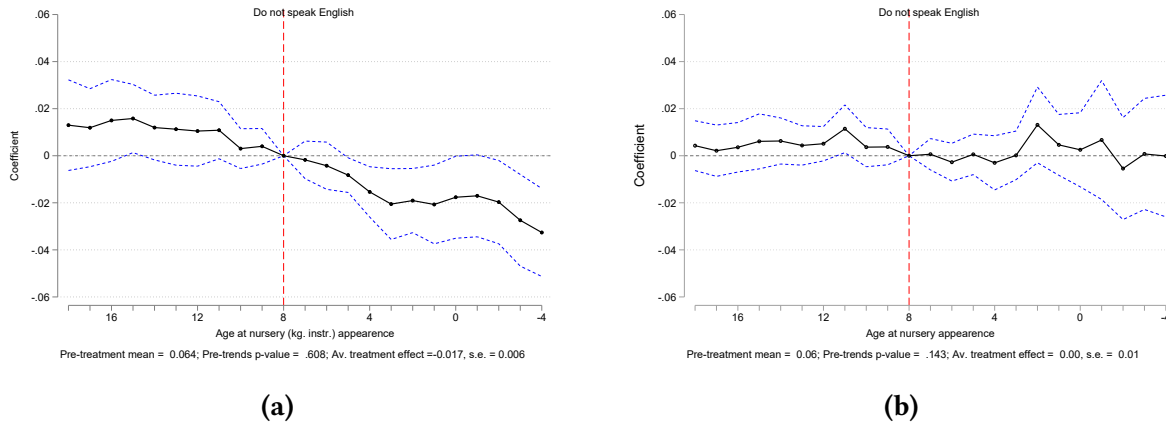 Do not speak English
.06
.04
.02
0
-.02
-.04
-.06
Coefficient
16 12 8 4 0 -4
Age at nursery (kg. instr.) appearence
Pre-treatment mean = 0.064; Pre-trends p-value = .608; Av. treatment effect =-0.017, s.e. = 0.006
(a)
Do not speak English
.06
.04
.02
0
-.02
-.04
-.06
Coefficient
16 12 8 4 0 -4
Age at nursery appearence
Pre-treatment mean = 0.06; Pre-trends p-value = .143; Av. treatment effect = 0.00, s.e. = 0.01
(b)